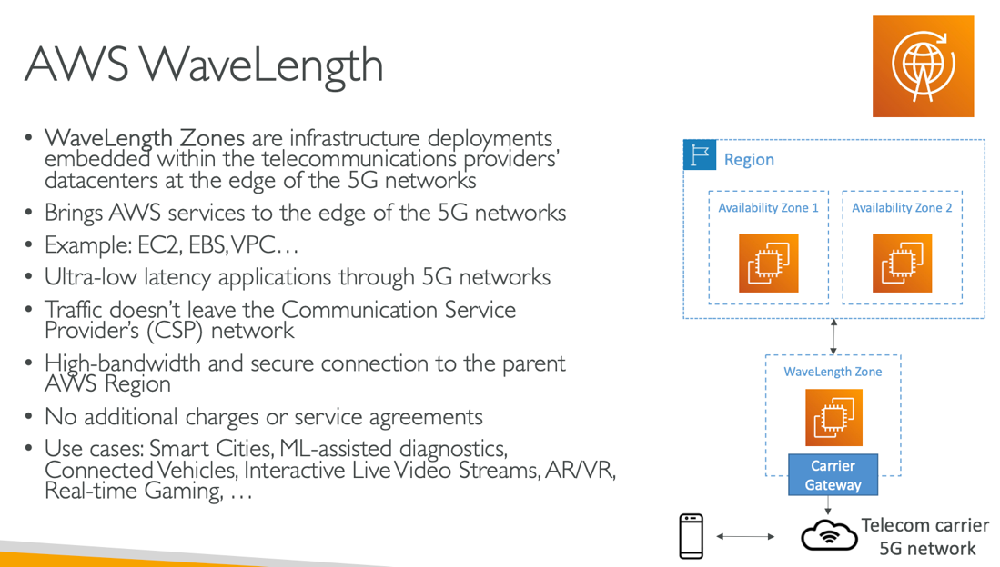 AWS WaveLength
• WaveLength Zones are infrastructure deployments
embedded within the telecommunications providers'
datacenters at the edge of the 5G networks
• Brings AWS services to the edge of the 5G networks
• Example: EC2, EBS, VPC…
• Ultra-low latency applications through 5G networks
• Traffic doesn't leave the Communication Service
Provider's (CSP) network
• High-bandwidth and secure connection to the parent
AWS Region
• No additional charges or service agreements
• Use cases: Smart Cities, ML-assisted diagnostics,
Connected Vehicles, Interactive Live Video Streams, AR/VR,
Real-time Gaming, …
Region
Availability Zone 1
Availability Zone 2
WaveLength Zone
Carrier
Gateway
Telecom carrier
5G network